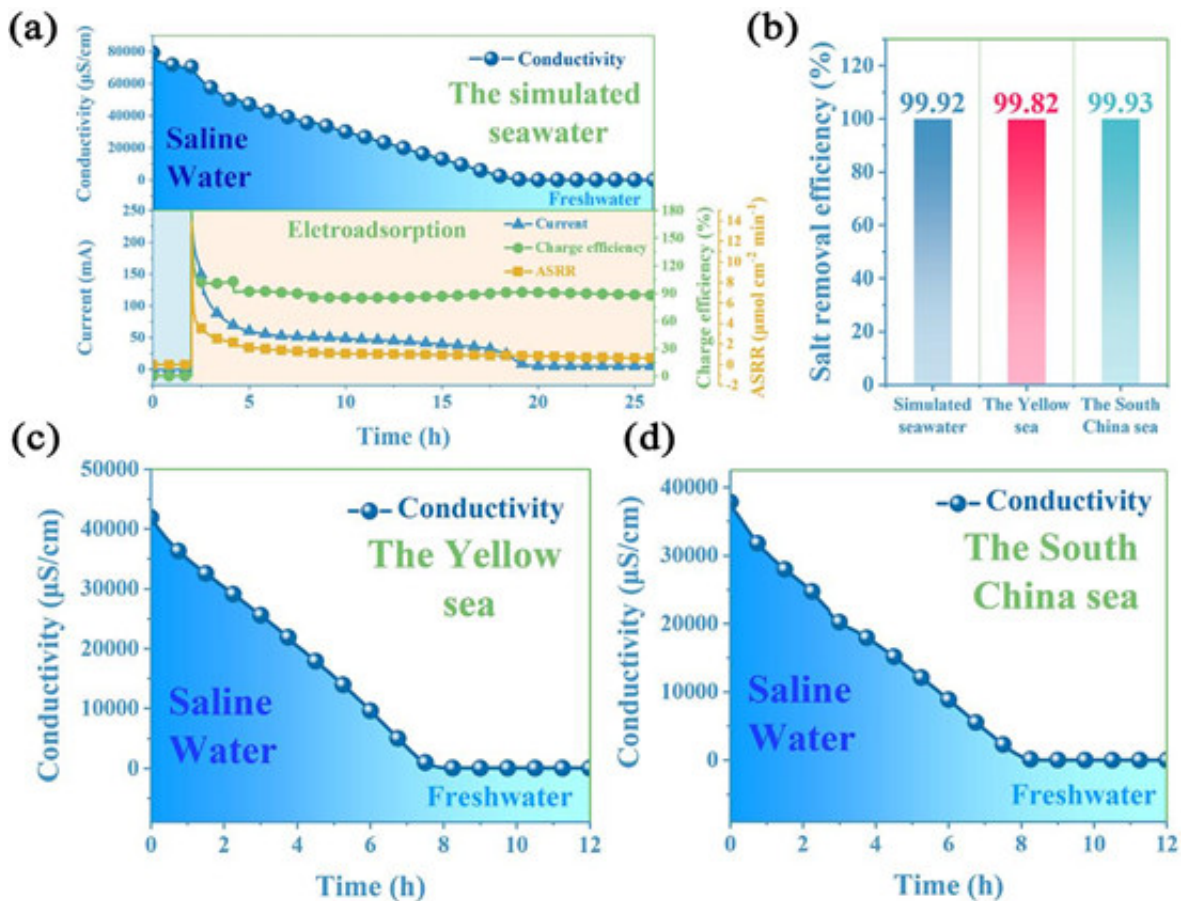 (a)
Conductivity (µS/cm)
80000
60000
40000
20000
0
Conductivity
The simulated
seawater
Saline
Water
Freshwater
Current (mA)
250
200
150
100
50
0
Eletroadsorption
Current
Charge efficiency
ASRR
180
150
120
90
60
30
0
Charge efficiency (%)
14
12
10
8
6
4
2
0
-2
ASRR (µmol cm⁻² min⁻¹)
0 5 10 15 20 25
Time (h)
(b)
Salt removal efficiency (%)
120
100
80
60
40
20
0
99.92 99.82 99.93
Simulated
seawater
The Yellow
sea
The South
China sea
(c)
Conductivity (µS/cm)
50000
40000
30000
20000
10000
0
Conductivity
The Yellow
sea
Saline
Water
Freshwater
0 2 4 6 8 10 12
Time (h)
(d)
Conductivity (µS/cm)
40000
30000
20000
10000
0
Conductivity
The South
China sea
Saline
Water
Freshwater
0 2 4 6 8 10 12
Time (h)